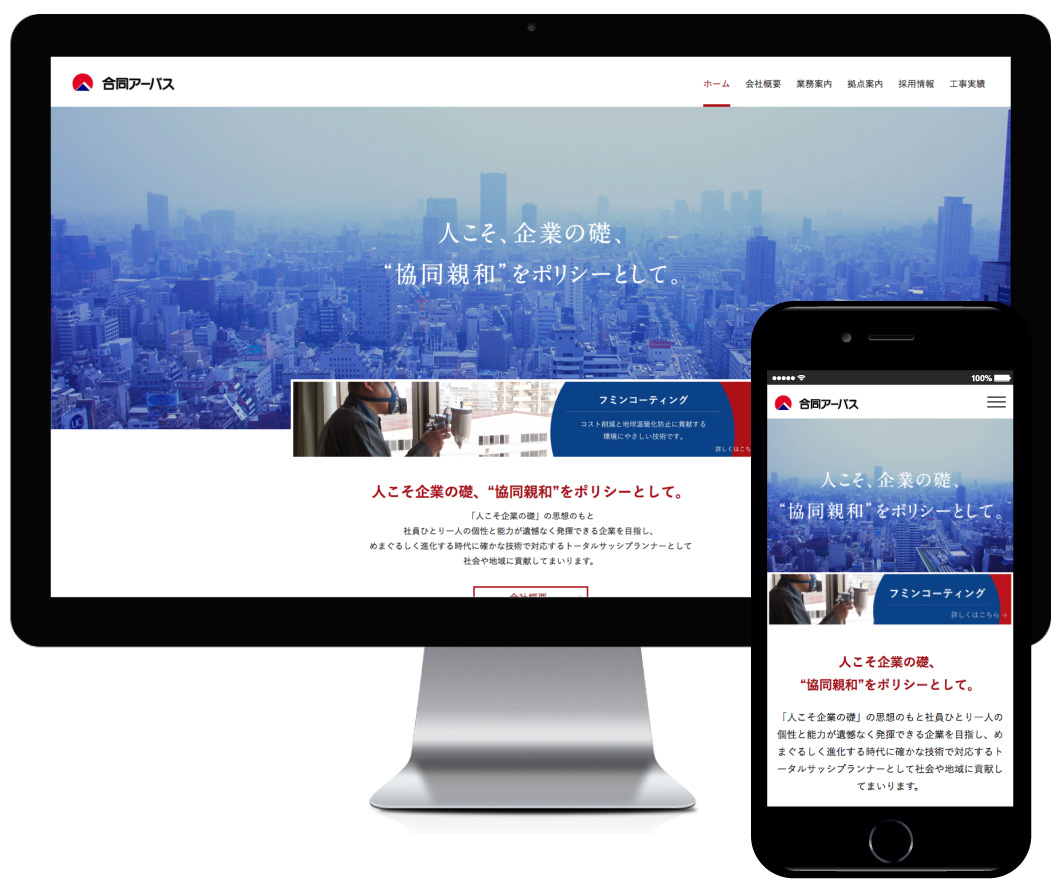 合同アーバス
ホーム 会社概要 業務案内 拠点案内 採用情報 工事実績
人こそ、企業の礎、
“協同親和”をポリシーとして。
フミンコーティング
コスト削減と地球温暖化防止に貢献する
環境にやさしい技術です。
詳しくはこち
人こそ企業の礎、“協同親和”をポリシーとして。
「人こそ企業の礎」の思想のもと
社員ひとり一人の個性と能力が遺憾なく発揮できる企業を目指し、
めまぐるしく進化する時代に確かな技術で対応するトータルサッシプランナーとして
社会や地域に貢献してまいります。
会社概要
100%
合同アーバス
人こそ、企業の礎、
“協同親和”をポリシーとして。
フミンコーティング
詳しくはこちら →
人こそ企業の礎、
“協同親和”をポリシーとして。
「人こそ企業の礎」の思想のもと社員ひとり一人の
個性と能力が遺憾なく発揮できる企業を目指し、め
まぐるしく進化する時代に確かな技術で対応するト
ータルサッシプランナーとして社会や地域に貢献し
てまいります。